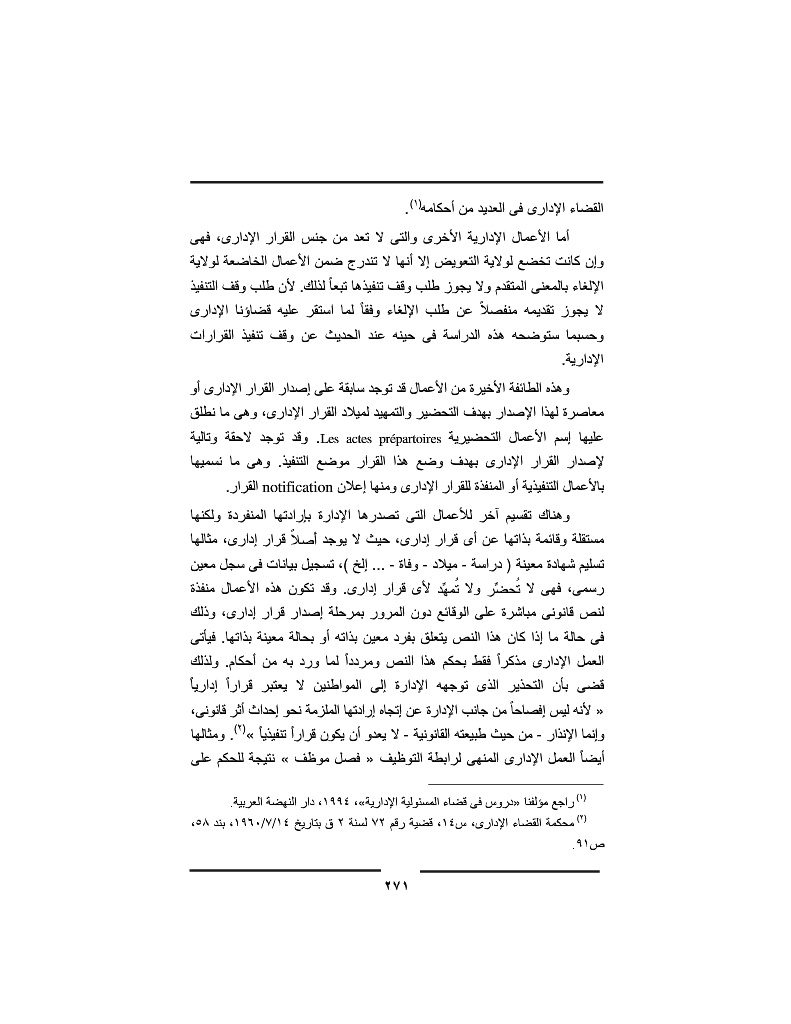 القضاء الإدارى فى العديد من أحكامه(١).
أما الأعمال الإدارية الأخرى والتى لا تعد من جنس القرار الإدارى، فهى
وإن كانت تخضع لولاية التعويض إلا أنها لا تندرج ضمن الأعمال الخاضعة لولاية
الإلغاء بالمعنى المتقدم ولا يجوز طلب وقف تنفيذها تبعاً لذلك. لأن طلب وقف التنفيذ
لا يجوز تقديمه منفصلاً عن طلب الإلغاء وفقاً لما استقر عليه قضاؤنا الإدارى
وحسبما ستوضحه هذه الدراسة فى حينه عند الحديث عن وقف تنفيذ القرارات
الإدارية.
وهذه الطائفة الأخيرة من الأعمال قد توجد سابقة على إصدار القرار الإدارى أو
معاصرة لهذا الإصدار بهدف التحضير والتمهيد لميلاد القرار الإدارى، وهى ما نطلق
عليها إسم الأعمال التحضيرية Les actes prépartoires. وقد توجد لاحقة وتالية
لإصدار القرار الإدارى بهدف وضع هذا القرار موضع التنفيذ. وهى ما نسميها
بالأعمال التنفيذية أو المنفذة للقرار الإدارى ومنها إعلان notification القرار.
وهناك تقسيم آخر للأعمال التى تصدرها الإدارة بإرادتها المنفردة ولكنها
مستقلة وقائمة بذاتها عن أى قرار إدارى، حيث لا يوجد أصلاً قرار إدارى، مثالها
تسليم شهادة معينة ( دراسة - ميلاد - وفاة - ... إلخ )، تسجيل بيانات فى سجل معين
رسمى، فهى لا تُحضِّر ولا تُمهِّد لأى قرار إدارى. وقد تكون هذه الأعمال منفذة
لنص قانونى مباشرة على الوقائع دون المرور بمرحلة إصدار قرار إدارى، وذلك
فى حالة ما إذا كان هذا النص يتعلق بفرد معين بذاته أو بحالة معينة بذاتها. فيأتى
العمل الإدارى مذكراً فقط بحكم هذا النص ومردداً لما ورد به من أحكام. ولذلك
قضى بأن التحذير الذى توجهه الإدارة إلى المواطنين لا يعتبر قراراً إدارياً
« لأنه ليس إفصاحاً من جانب الإدارة عن إتجاه إرادتها الملزمة نحو إحداث أثر قانونى،
وإنما الإنذار - من حيث طبيعته القانونية - لا يعدو أن يكون قراراً تنفيذياً »(٢). ومثالها
أيضاً العمل الإدارى المنهى لرابطة التوظيف « فصل موظف » نتيجة للحكم على
(١) راجع مؤلفنا «دروس فى قضاء المسئولية الإدارية»، ١٩٩٤، دار النهضة العربية.
(٢) محكمة القضاء الإدارى، س١٤، قضية رقم ٧٢ لسنة ٢ ق بتاريخ ١٩٦٠/٧/١٤، بند ٥٨،
ص٩١.
٢٧١